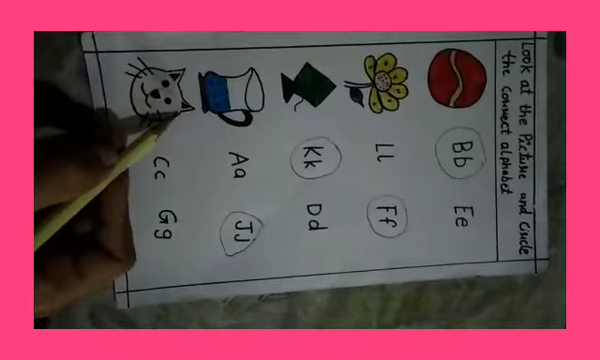 Look at the Picture and Circle
the Correct alphabet
Bb Ee
Ll Ff
Kk Dd
Aa Jj
Cc Gg